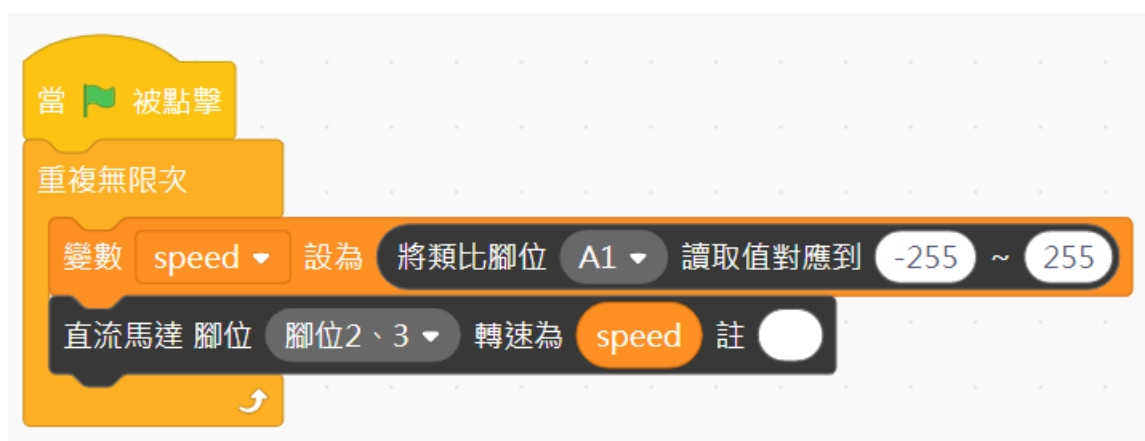 當 被點擊
重複無限次
變數 speed 設為 將類比腳位 A1 讀取值對應到 -255 ~ 255
直流馬達 腳位 腳位2、3 轉速為 speed 註